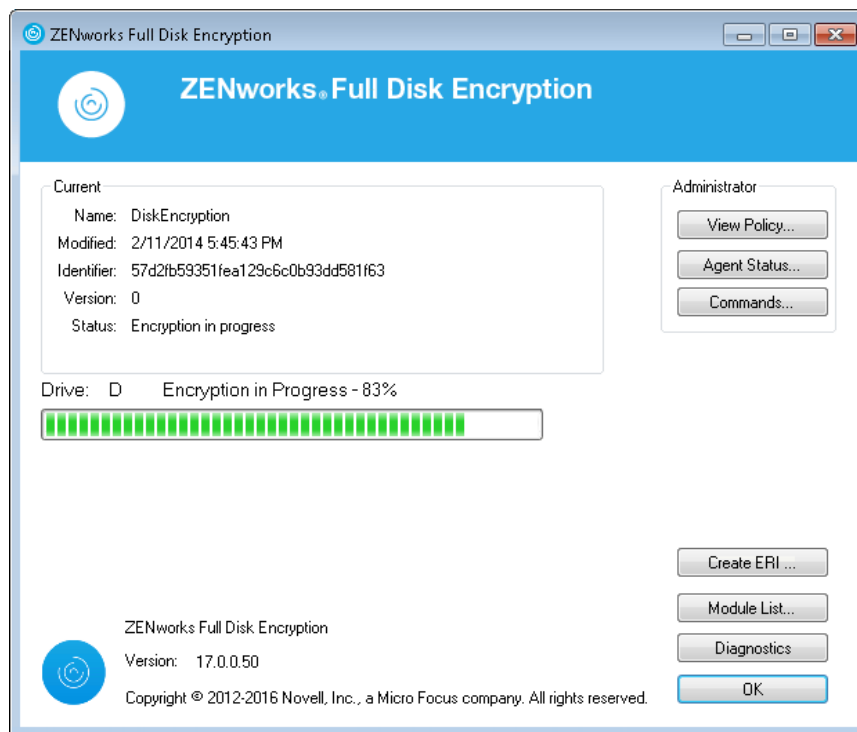 ZENworks Full Disk Encryption
ZENworks® Full Disk Encryption
Current
Name: DiskEncryption
Modified: 2/11/2014 5:45:43 PM
Identifier: 57d2fb59351fea129c6c0b93dd581f63
Version: 0
Status: Encryption in progress
Administrator
View Policy...
Agent Status...
Commands...
Drive: D Encryption in Progress - 83%
Create ERI ...
Module List...
Diagnostics
OK
ZENworks Full Disk Encryption
Version: 17.0.0.50
Copyright © 2012-2016 Novell, Inc., a Micro Focus company. All rights reserved.